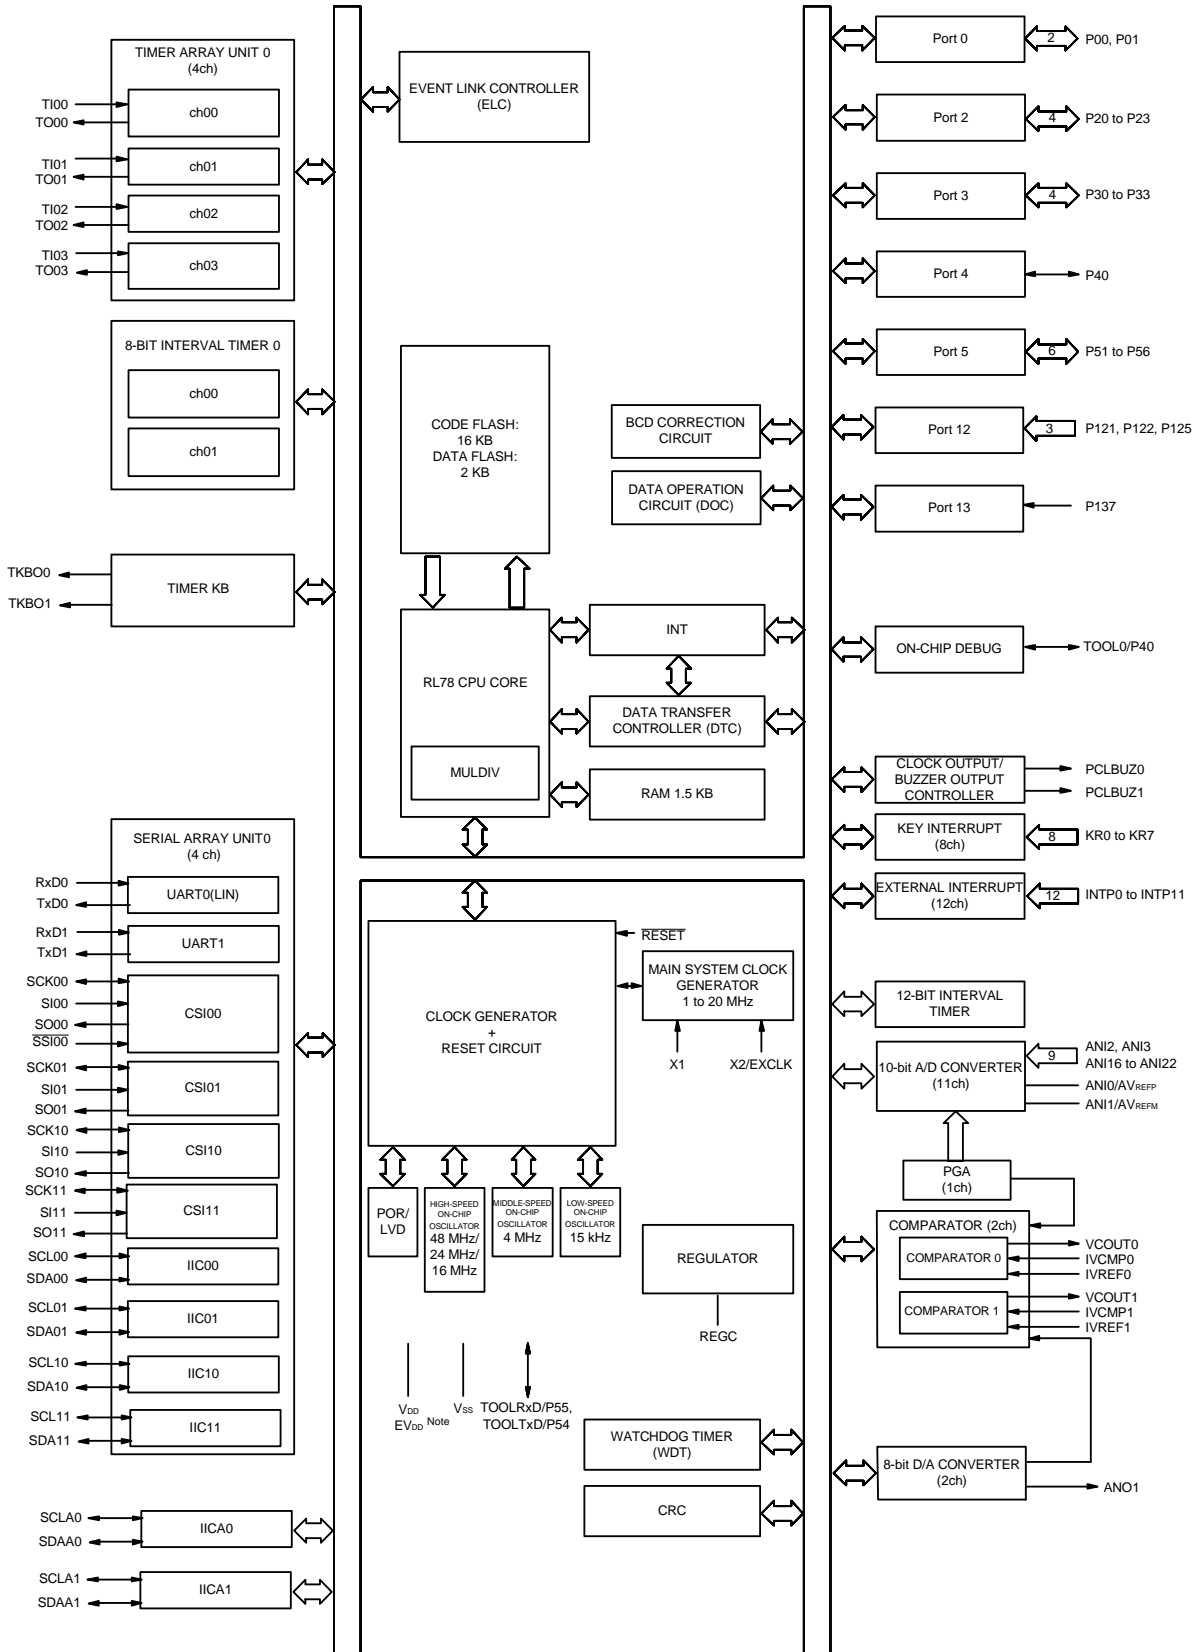 TIMER ARRAY UNIT 0
(4ch)
TI00
TO00
ch00
TI01
TO01
ch01
TI02
TO02
ch02
TI03
TO03
ch03
8-BIT INTERVAL TIMER 0
ch00
ch01
TKBO0
TKBO1
TIMER KB
SERIAL ARRAY UNIT0
(4 ch)
RxD0
TxD0
UART0(LIN)
RxD1
TxD1
UART1
SCK00
SI00
SO00
SSI00
CSI00
SCK01
SI01
SO01
CSI01
SCK10
SI10
SO10
CSI10
SCK11
SI11
SO11
CSI11
SCL00
SDA00
IIC00
SCL01
SDA01
IIC01
SCL10
SDA10
IIC10
SCL11
SDA11
IIC11
SCLA0
SDAA0
IICA0
SCLA1
SDAA1
IICA1
EVENT LINK CONTROLLER
(ELC)
CODE FLASH:
16 KB
DATA FLASH:
2 KB
BCD CORRECTION
CIRCUIT
DATA OPERATION
CIRCUIT (DOC)
RL78 CPU CORE
MULDIV
INT
DATA TRANSFER
CONTROLLER (DTC)
RAM 1.5 KB
CLOCK GENERATOR
+
RESET CIRCUIT
RESET
MAIN SYSTEM CLOCK
GENERATOR
1 to 20 MHz
X1
X2/EXCLK
POR/
LVD
HIGH-SPEED
ON-CHIP
OSCILLATOR
48 MHz/
24 MHz/
16 MHz
MIDDLE-SPEED
ON-CHIP
OSCILLATOR
4 MHz
LOW-SPEED
ON-CHIP
OSCILLATOR
15 kHz
REGULATOR
REGC
VDD
EVDD Note
VSS
TOOLRxD/P55,
TOOLTxD/P54
WATCHDOG TIMER
(WDT)
CRC
Port 0
2
P00, P01
Port 2
4
P20 to P23
Port 3
4
P30 to P33
Port 4
P40
Port 5
6
P51 to P56
Port 12
3
P121, P122, P125
Port 13
P137
ON-CHIP DEBUG
TOOL0/P40
CLOCK OUTPUT/
BUZZER OUTPUT
CONTROLLER
PCLBUZ0
PCLBUZ1
KEY INTERRUPT
(8ch)
8
KR0 to KR7
EXTERNAL INTERRUPT
(12ch)
12
INTP0 to INTP11
12-BIT INTERVAL
TIMER
10-bit A/D CONVERTER
(11ch)
9
ANI2, ANI3
ANI16 to ANI22
ANI0/AVREFP
ANI1/AVREFM
PGA
(1ch)
COMPARATOR (2ch)
COMPARATOR 0
VCOUT0
IVCMP0
IVREF0
COMPARATOR 1
VCOUT1
IVCMP1
IVREF1
8-bit D/A CONVERTER
(2ch)
ANO1